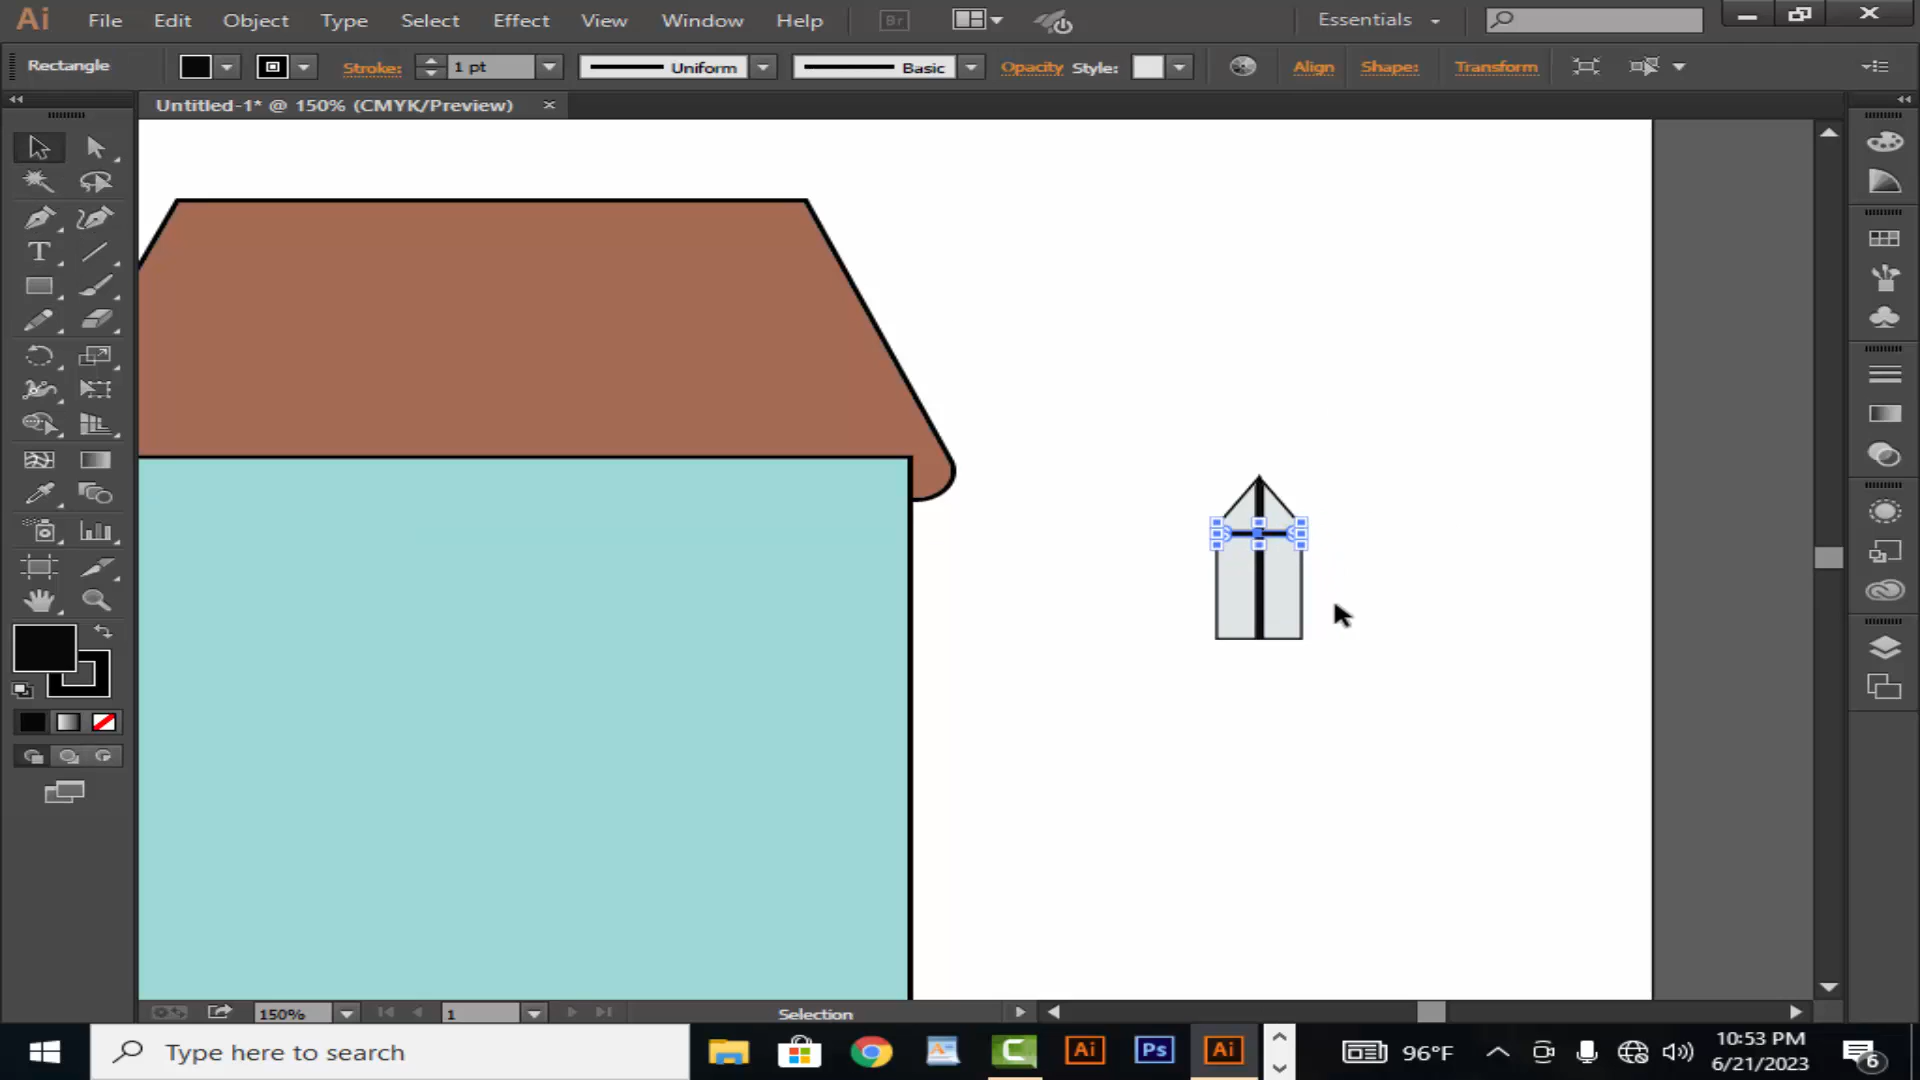 Ai File Edit Object Type Select Effect View Window Help Br Essentials
Rectangle Stroke: 1 pt Uniform Basic Opacity Style: Align Shape: Transform
Untitled-1* @ 150% (CMYK/Preview) ×
T
150% 1 Selection
Type here to search Ai Ps Ai 96°F 10:53 PM
6/21/2023 6